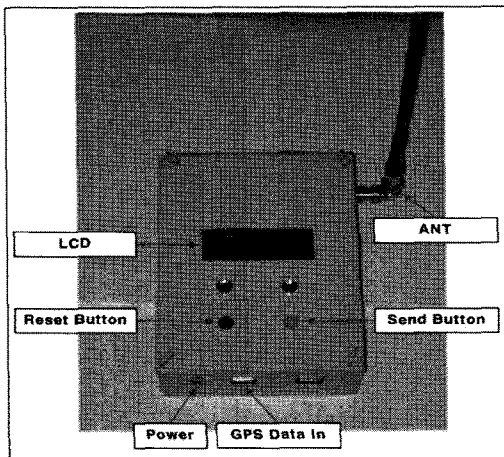 ANT
LCD
Reset Button
Send Button
Power
GPS Data In